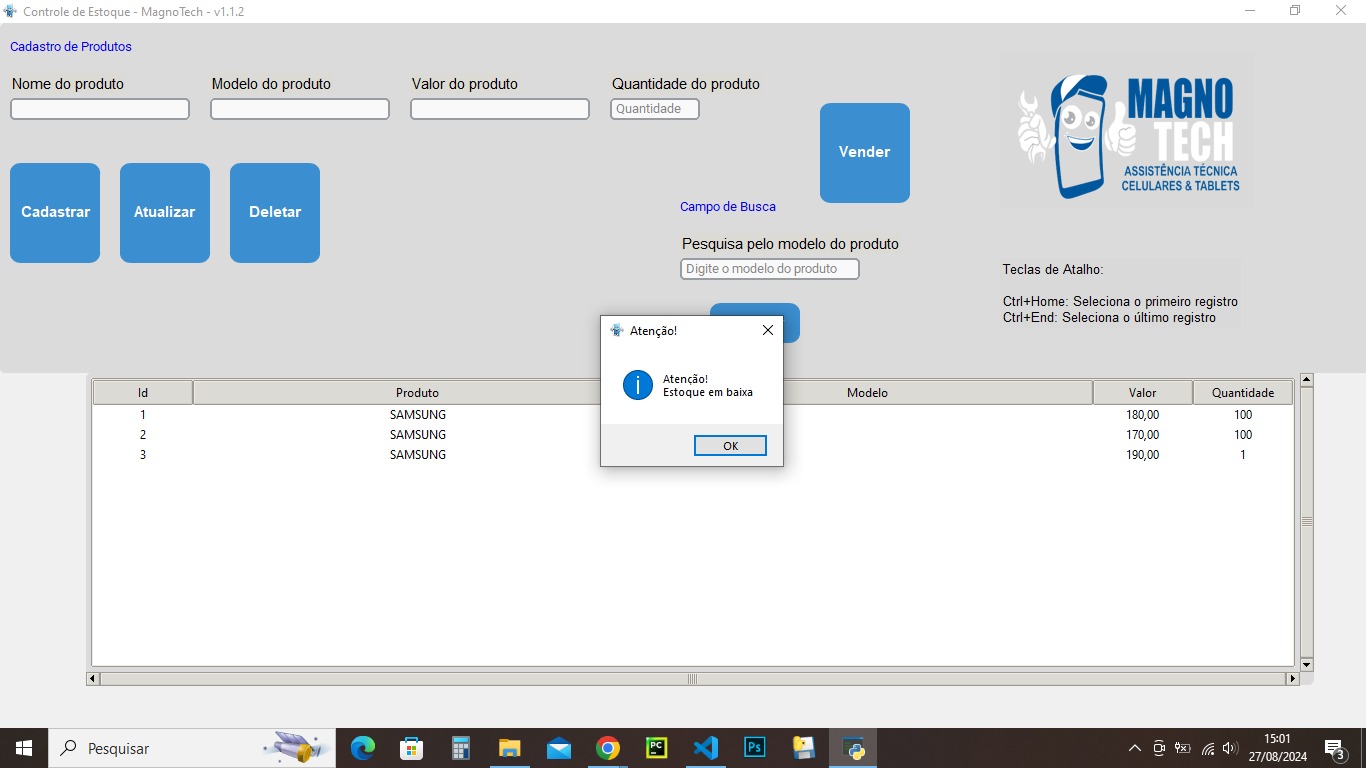 Controle de Estoque - MagnoTech - v1.1.2
Cadastro de Produtos
Nome do produto
Modelo do produto
Valor do produto
Quantidade do produto
Quantidade
Cadastrar
Atualizar
Deletar
Vender
MAGNO
TECH
ASSISTÊNCIA TÉCNICA
CELULARES & TABLETS
Campo de Busca
Pesquisa pelo modelo do produto
Digite o modelo do produto
Teclas de Atalho:
Ctrl+Home: Seleciona o primeiro registro
Ctrl+End: Seleciona o último registro
Atenção!
Atenção!
Estoque em baixa
OK
Id Produto Modelo Valor Quantidade
1 SAMSUNG 180,00 100
2 SAMSUNG 170,00 100
3 SAMSUNG 190,00 1
Pesquisar
PC
Ps
15:01
27/08/2024
3